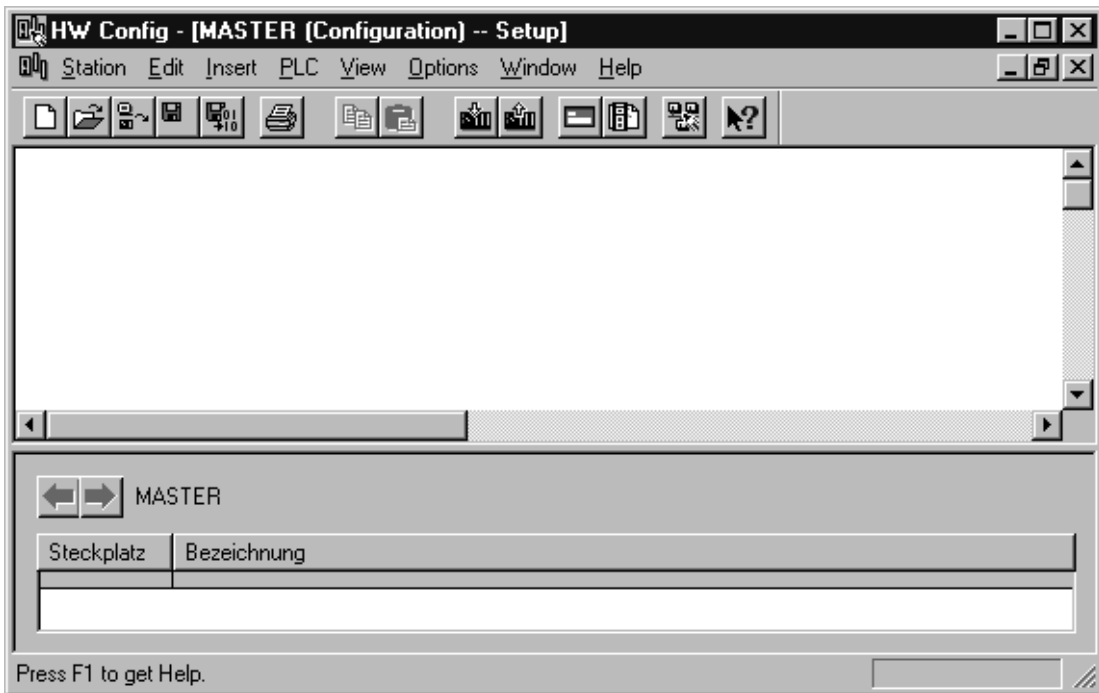 HW Config - [MASTER (Configuration) -- Setup]
Station Edit Insert PLC View Options Window Help
MASTER
Steckplatz Bezeichnung
Press F1 to get Help.